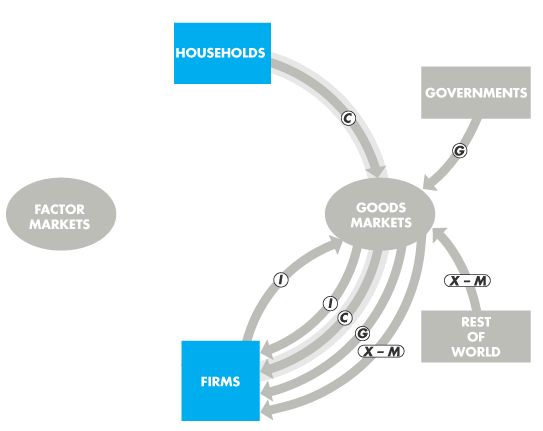 HOUSEHOLDS
GOVERNMENTS
C
G
FACTOR
MARKETS
GOODS
MARKETS
I
X – M
I
C
G
X – M
REST
OF
WORLD
FIRMS